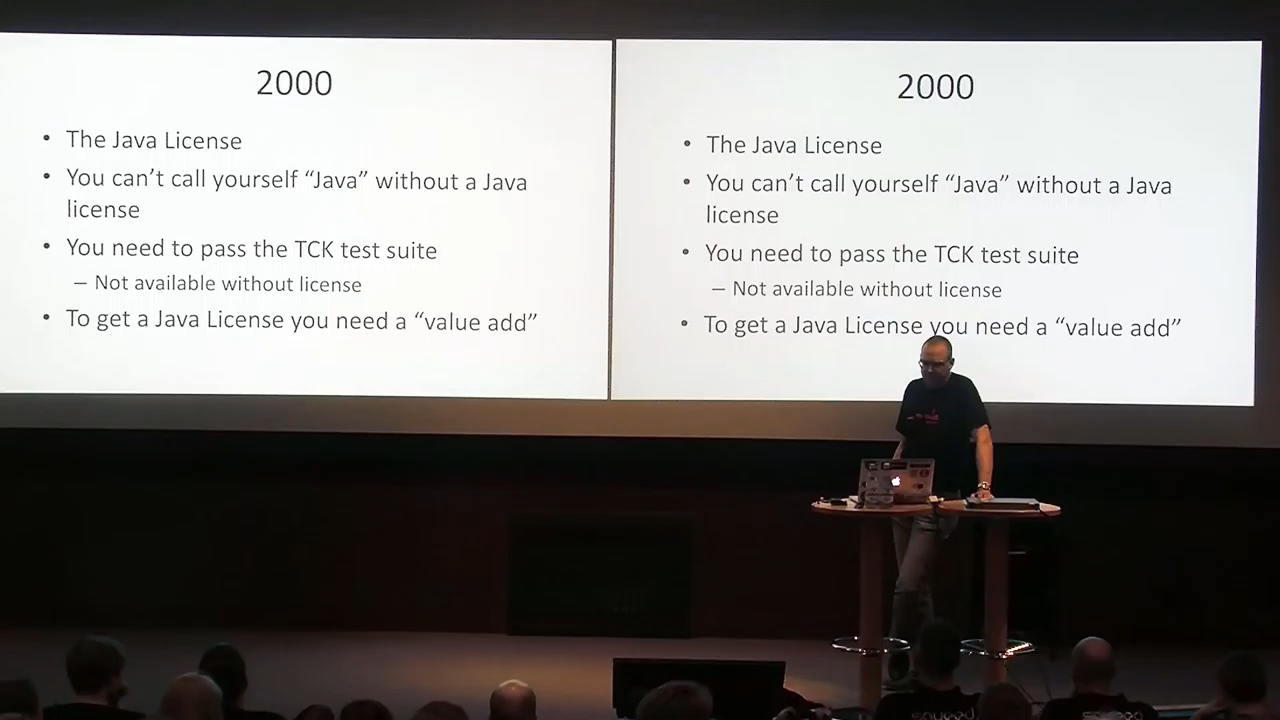 2000
• The Java License
• You can’t call yourself “Java” without a Java
license
• You need to pass the TCK test suite
– Not available without license
• To get a Java License you need a “value add”
2000
• The Java License
• You can’t call yourself “Java” without a Java
license
• You need to pass the TCK test suite
– Not available without license
• To get a Java License you need a “value add”